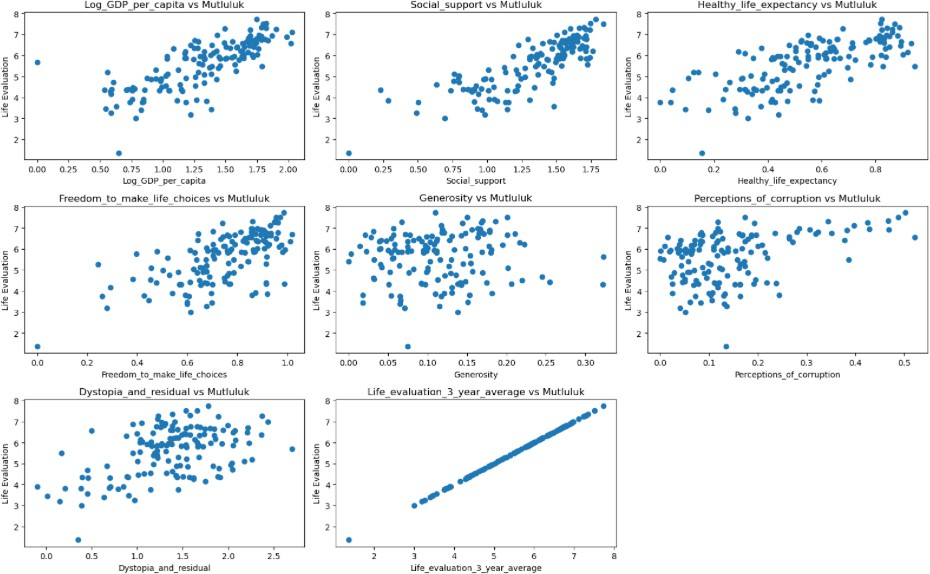 Log_GDP_per_capita vs Mutluluk
Life Evaluation
8
7
6
5
4
3
2
0.00 0.25 0.50 0.75 1.00 1.25 1.50 1.75 2.00
Log_GDP_per_capita
Social_support vs Mutluluk
Life Evaluation
8
7
6
5
4
3
2
0.00 0.25 0.50 0.75 1.00 1.25 1.50 1.75
Social_support
Healthy_life_expectancy vs Mutluluk
Life Evaluation
8
7
6
5
4
3
2
0.0 0.2 0.4 0.6 0.8
Healthy_life_expectancy
Freedom_to_make_life_choices vs Mutluluk
Life Evaluation
8
7
6
5
4
3
2
0.0 0.2 0.4 0.6 0.8 1.0
Freedom_to_make_life_choices
Generosity vs Mutluluk
Life Evaluation
8
7
6
5
4
3
2
0.00 0.05 0.10 0.15 0.20 0.25 0.30
Generosity
Perceptions_of_corruption vs Mutluluk
Life Evaluation
8
7
6
5
4
3
2
0.0 0.1 0.2 0.3 0.4 0.5
Perceptions_of_corruption
Dystopia_and_residual vs Mutluluk
Life Evaluation
8
7
6
5
4
3
2
0.0 0.5 1.0 1.5 2.0 2.5
Dystopia_and_residual
Life_evaluation_3_year_average vs Mutluluk
Life Evaluation
8
7
6
5
4
3
2
2 3 4 5 6 7 8
Life_evaluation_3_year_average